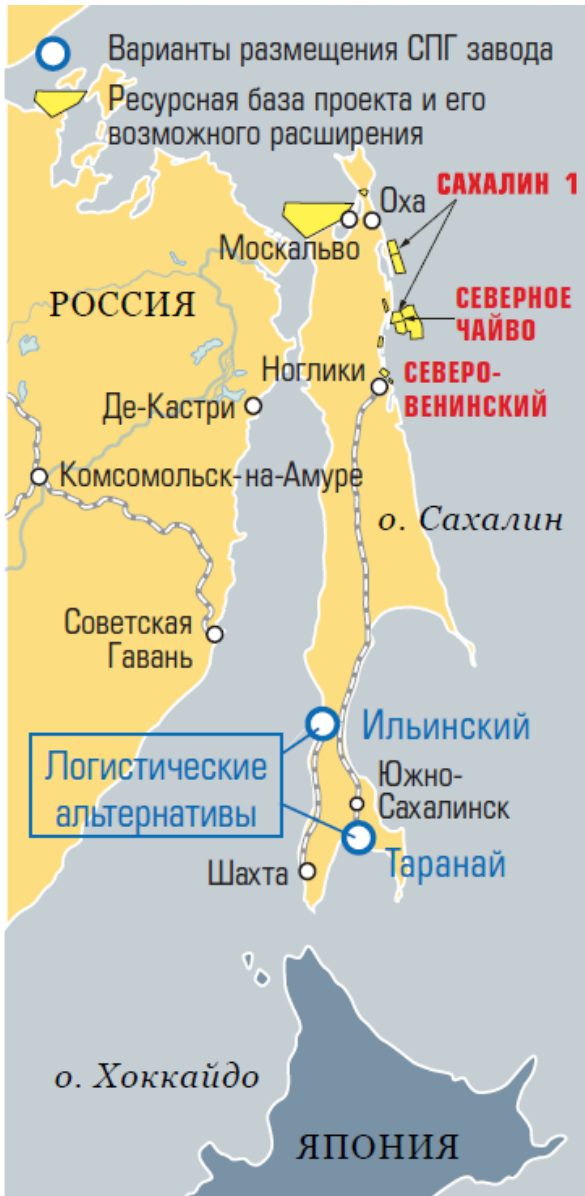 Варианты размещения СПГ завода
Ресурсная база проекта и его
возможного расширения
САХАЛИН 1
Оха
Москальво
РОССИЯ
СЕВЕРНОЕ
ЧАЙВО
Ноглики
СЕВЕРО-
ВЕНИНСКИЙ
Де-Кастри
Комсомольск-на-Амуре
о. Сахалин
Советская
Гавань
Ильинский
Логистические
альтернативы
Южно-
Сахалинск
Таранай
Шахта
о. Хоккайдо
ЯПОНИЯ